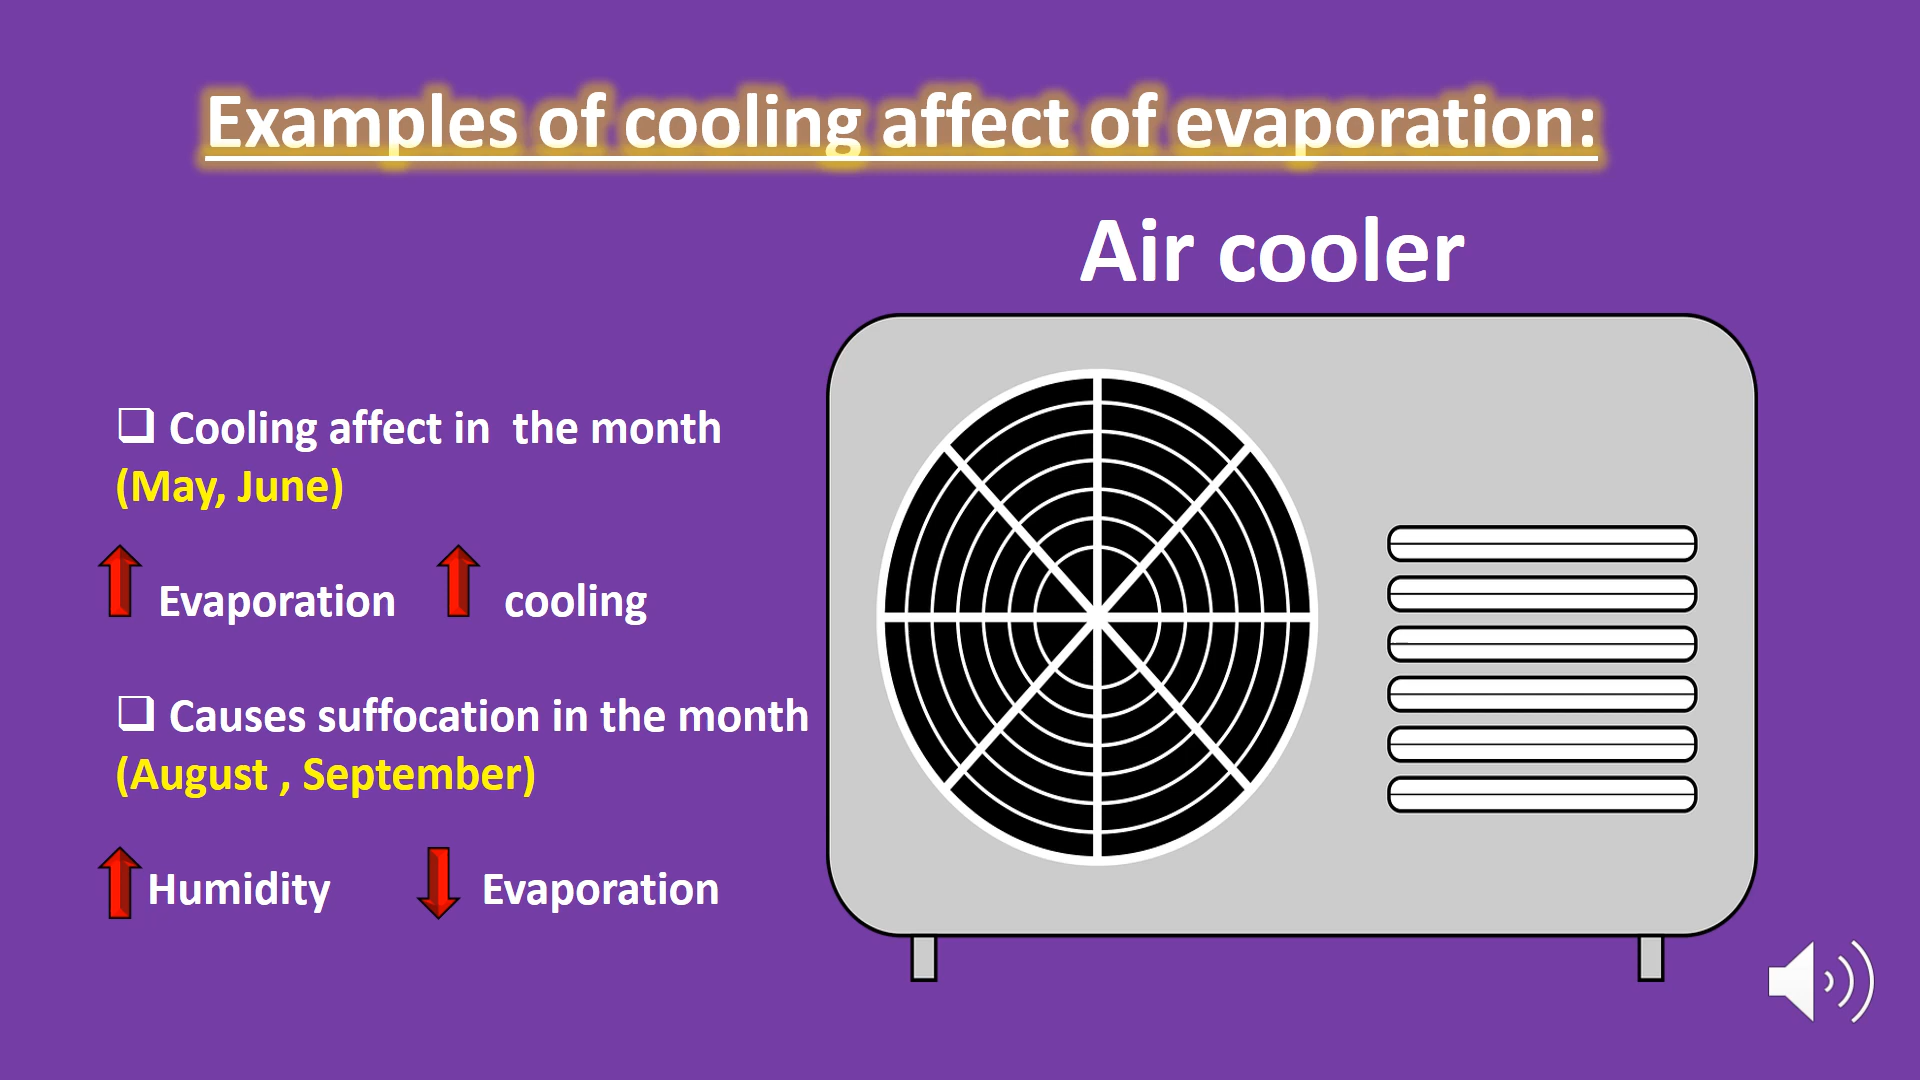 Examples of cooling affect of evaporation:
Air cooler
❑ Cooling affect in the month
(May, June)
Evaporation cooling
❑ Causes suffocation in the month
(August , September)
Humidity Evaporation